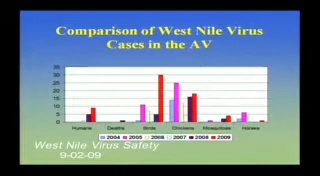 Comparison of West Nile Virus
Cases in the AV
35
30
25
20
15
10
5
0
Humans Deaths Birds Chickens Mosquitoes Horses
2004 2005 2006 2007 2008 2009
West Nile Virus Safety
9-02-09